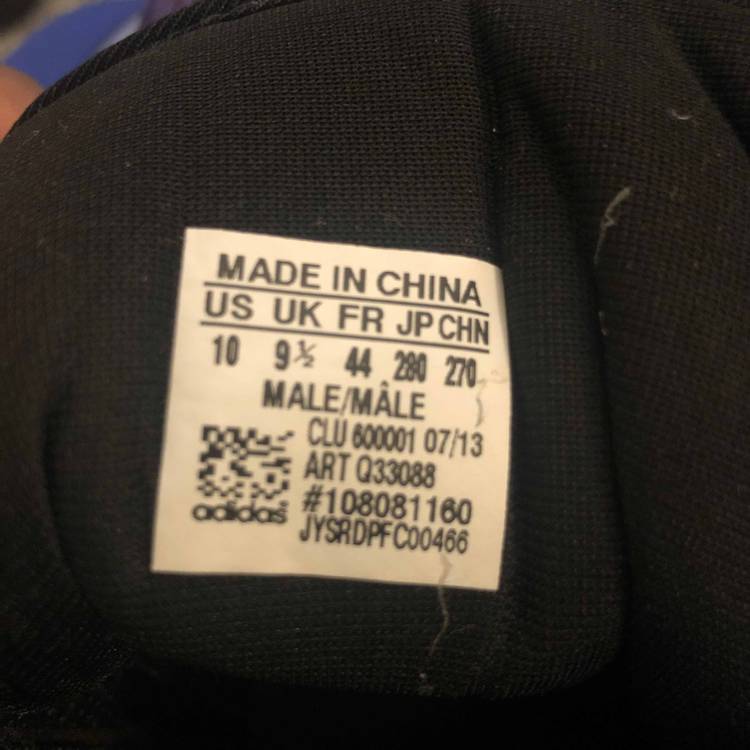 MADE IN CHINA
US UK FR JP CHN
10 9½ 44 280 270
MALE/MÂLE
CLU 600001 07/13
ART Q33088
#108081160
adidas
JYSRDPFC00466